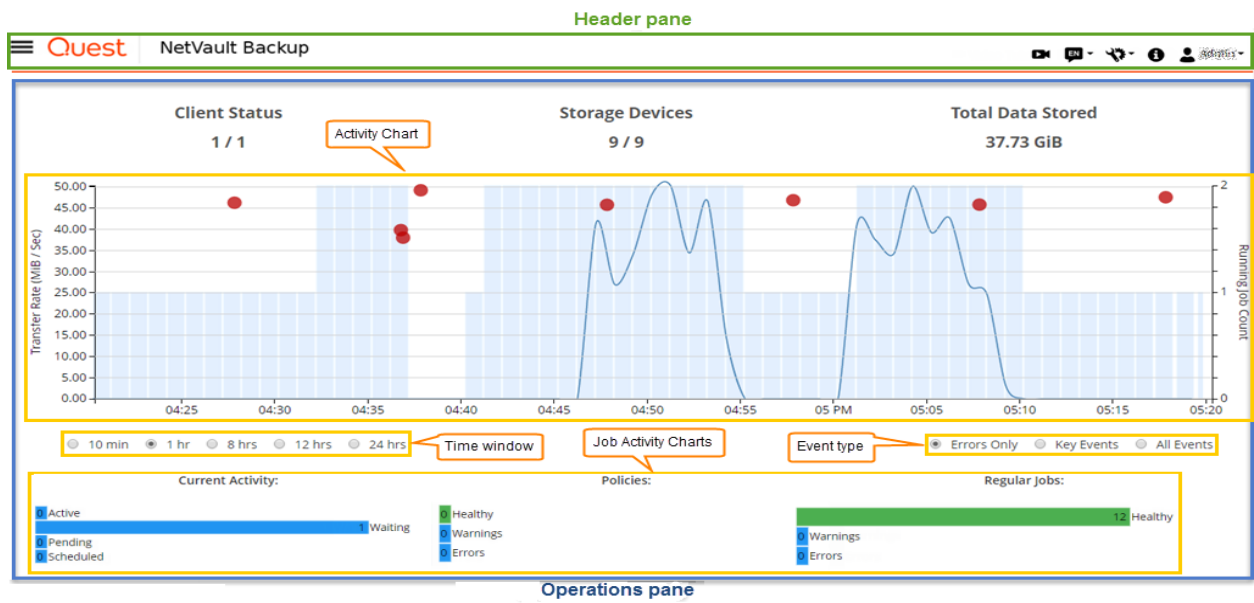 Header pane
Quest NetVault Backup
EN admin
Client Status Storage Devices Total Data Stored
1 / 1 9 / 9 37.73 GiB
Activity Chart
Transfer Rate (MiB / Sec)
50.00
45.00
40.00
35.00
30.00
25.00
20.00
15.00
10.00
5.00
0.00
2
1
0
Running Job Count
04:25 04:30 04:35 04:40 04:45 04:50 04:55 05 PM 05:05 05:10 05:15 05:20
10 min 1 hr 8 hrs 12 hrs 24 hrs
Time window
Job Activity Charts
Event type
Errors Only Key Events All Events
Current Activity:
0 Active
1 Waiting
0 Pending
0 Scheduled
Policies:
0 Healthy
0 Warnings
0 Errors
Regular Jobs:
12 Healthy
0 Warnings
0 Errors
Operations pane